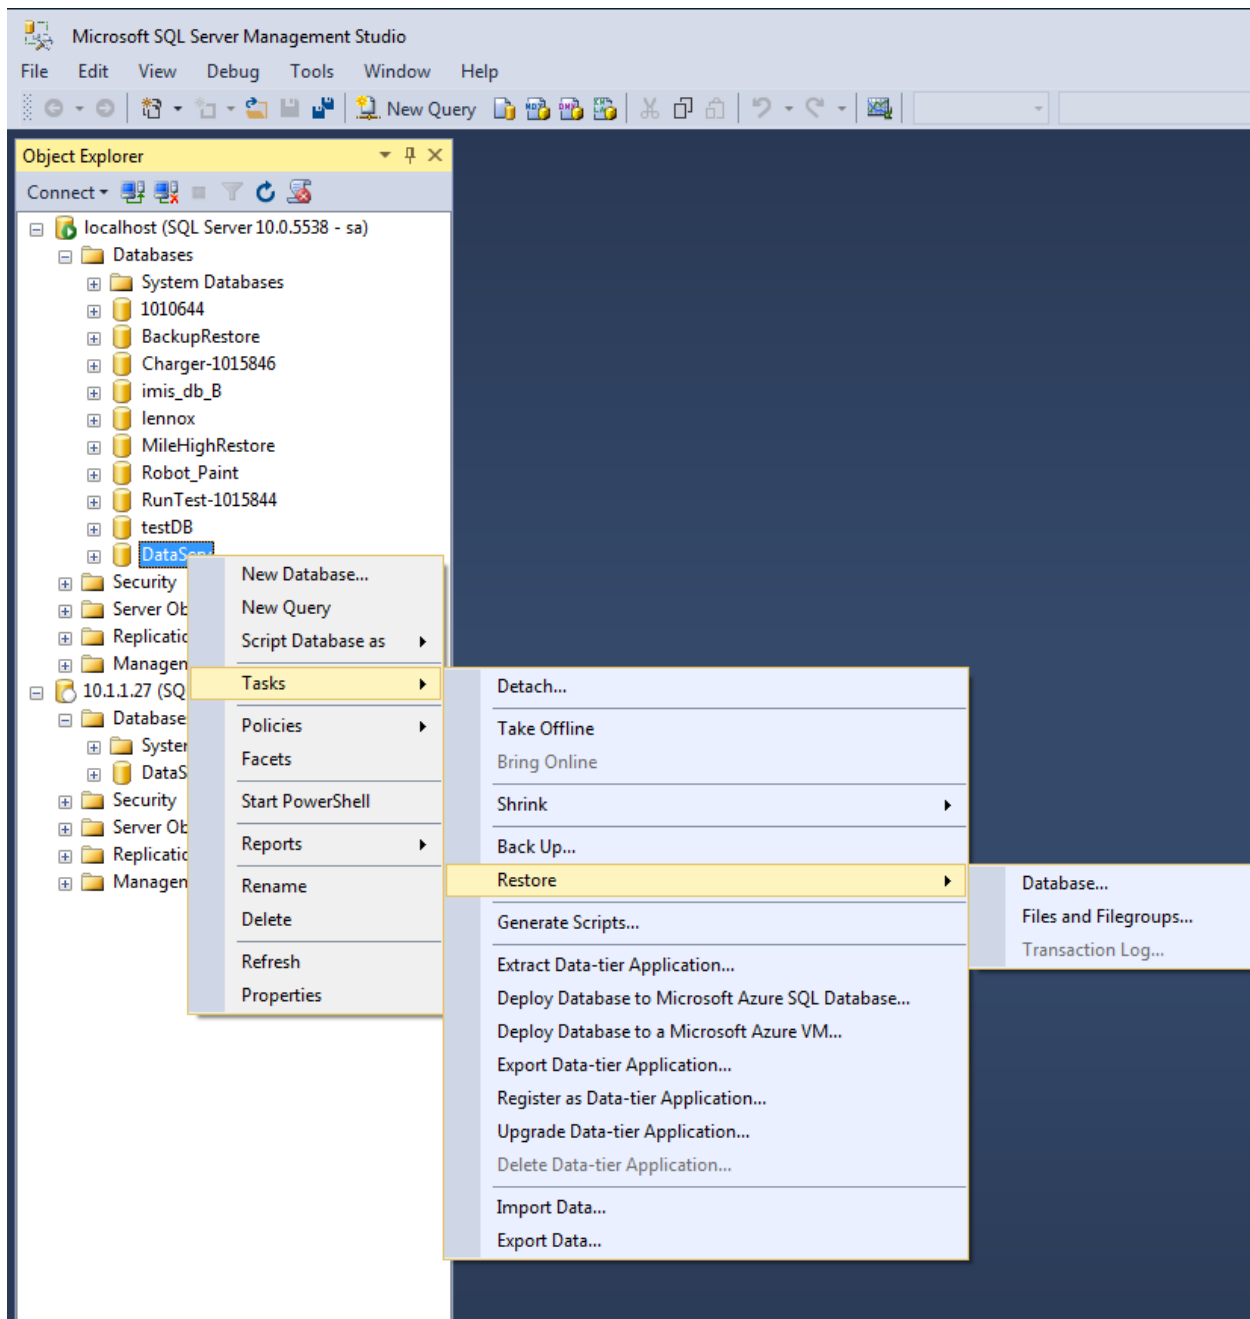 Microsoft SQL Server Management Studio
File Edit View Debug Tools Window Help
New Query
Object Explorer
Connect
localhost (SQL Server 10.0.5538 - sa)
Databases
System Databases
1010644
BackupRestore
Charger-1015846
imis_db_B
lennox
MileHighRestore
Robot_Paint
RunTest-1015844
testDB
DataServ
Security
Server Ob
Replicatio
Managen
10.1.1.27 (SQ
Database
System
DataS
Security
Server Ob
Replicatio
Managen
New Database...
New Query
Script Database as
Tasks
Policies
Facets
Start PowerShell
Reports
Rename
Delete
Refresh
Properties
Detach...
Take Offline
Bring Online
Shrink
Back Up...
Restore
Generate Scripts...
Extract Data-tier Application...
Deploy Database to Microsoft Azure SQL Database...
Deploy Database to a Microsoft Azure VM...
Export Data-tier Application...
Register as Data-tier Application...
Upgrade Data-tier Application...
Delete Data-tier Application...
Import Data...
Export Data...
Database...
Files and Filegroups...
Transaction Log...